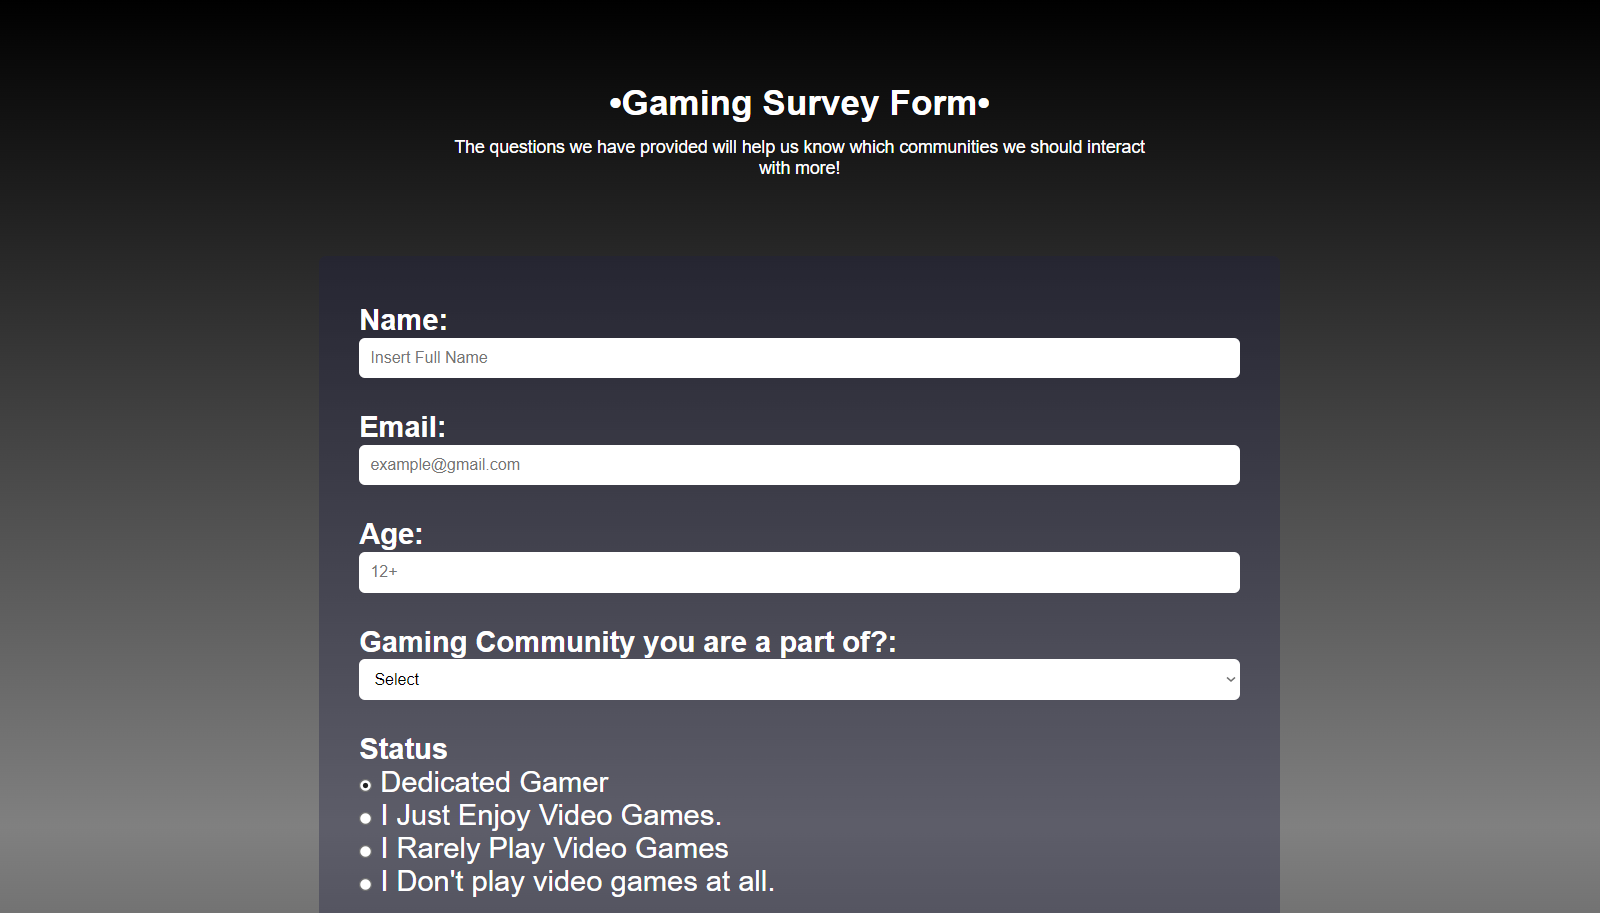 •Gaming Survey Form•
The questions we have provided will help us know which communities we should interact
with more!
Name:
Insert Full Name
Email:
example@gmail.com
Age:
12+
Gaming Community you are a part of?:
Select
Status
Dedicated Gamer
I Just Enjoy Video Games.
I Rarely Play Video Games
I Don't play video games at all.